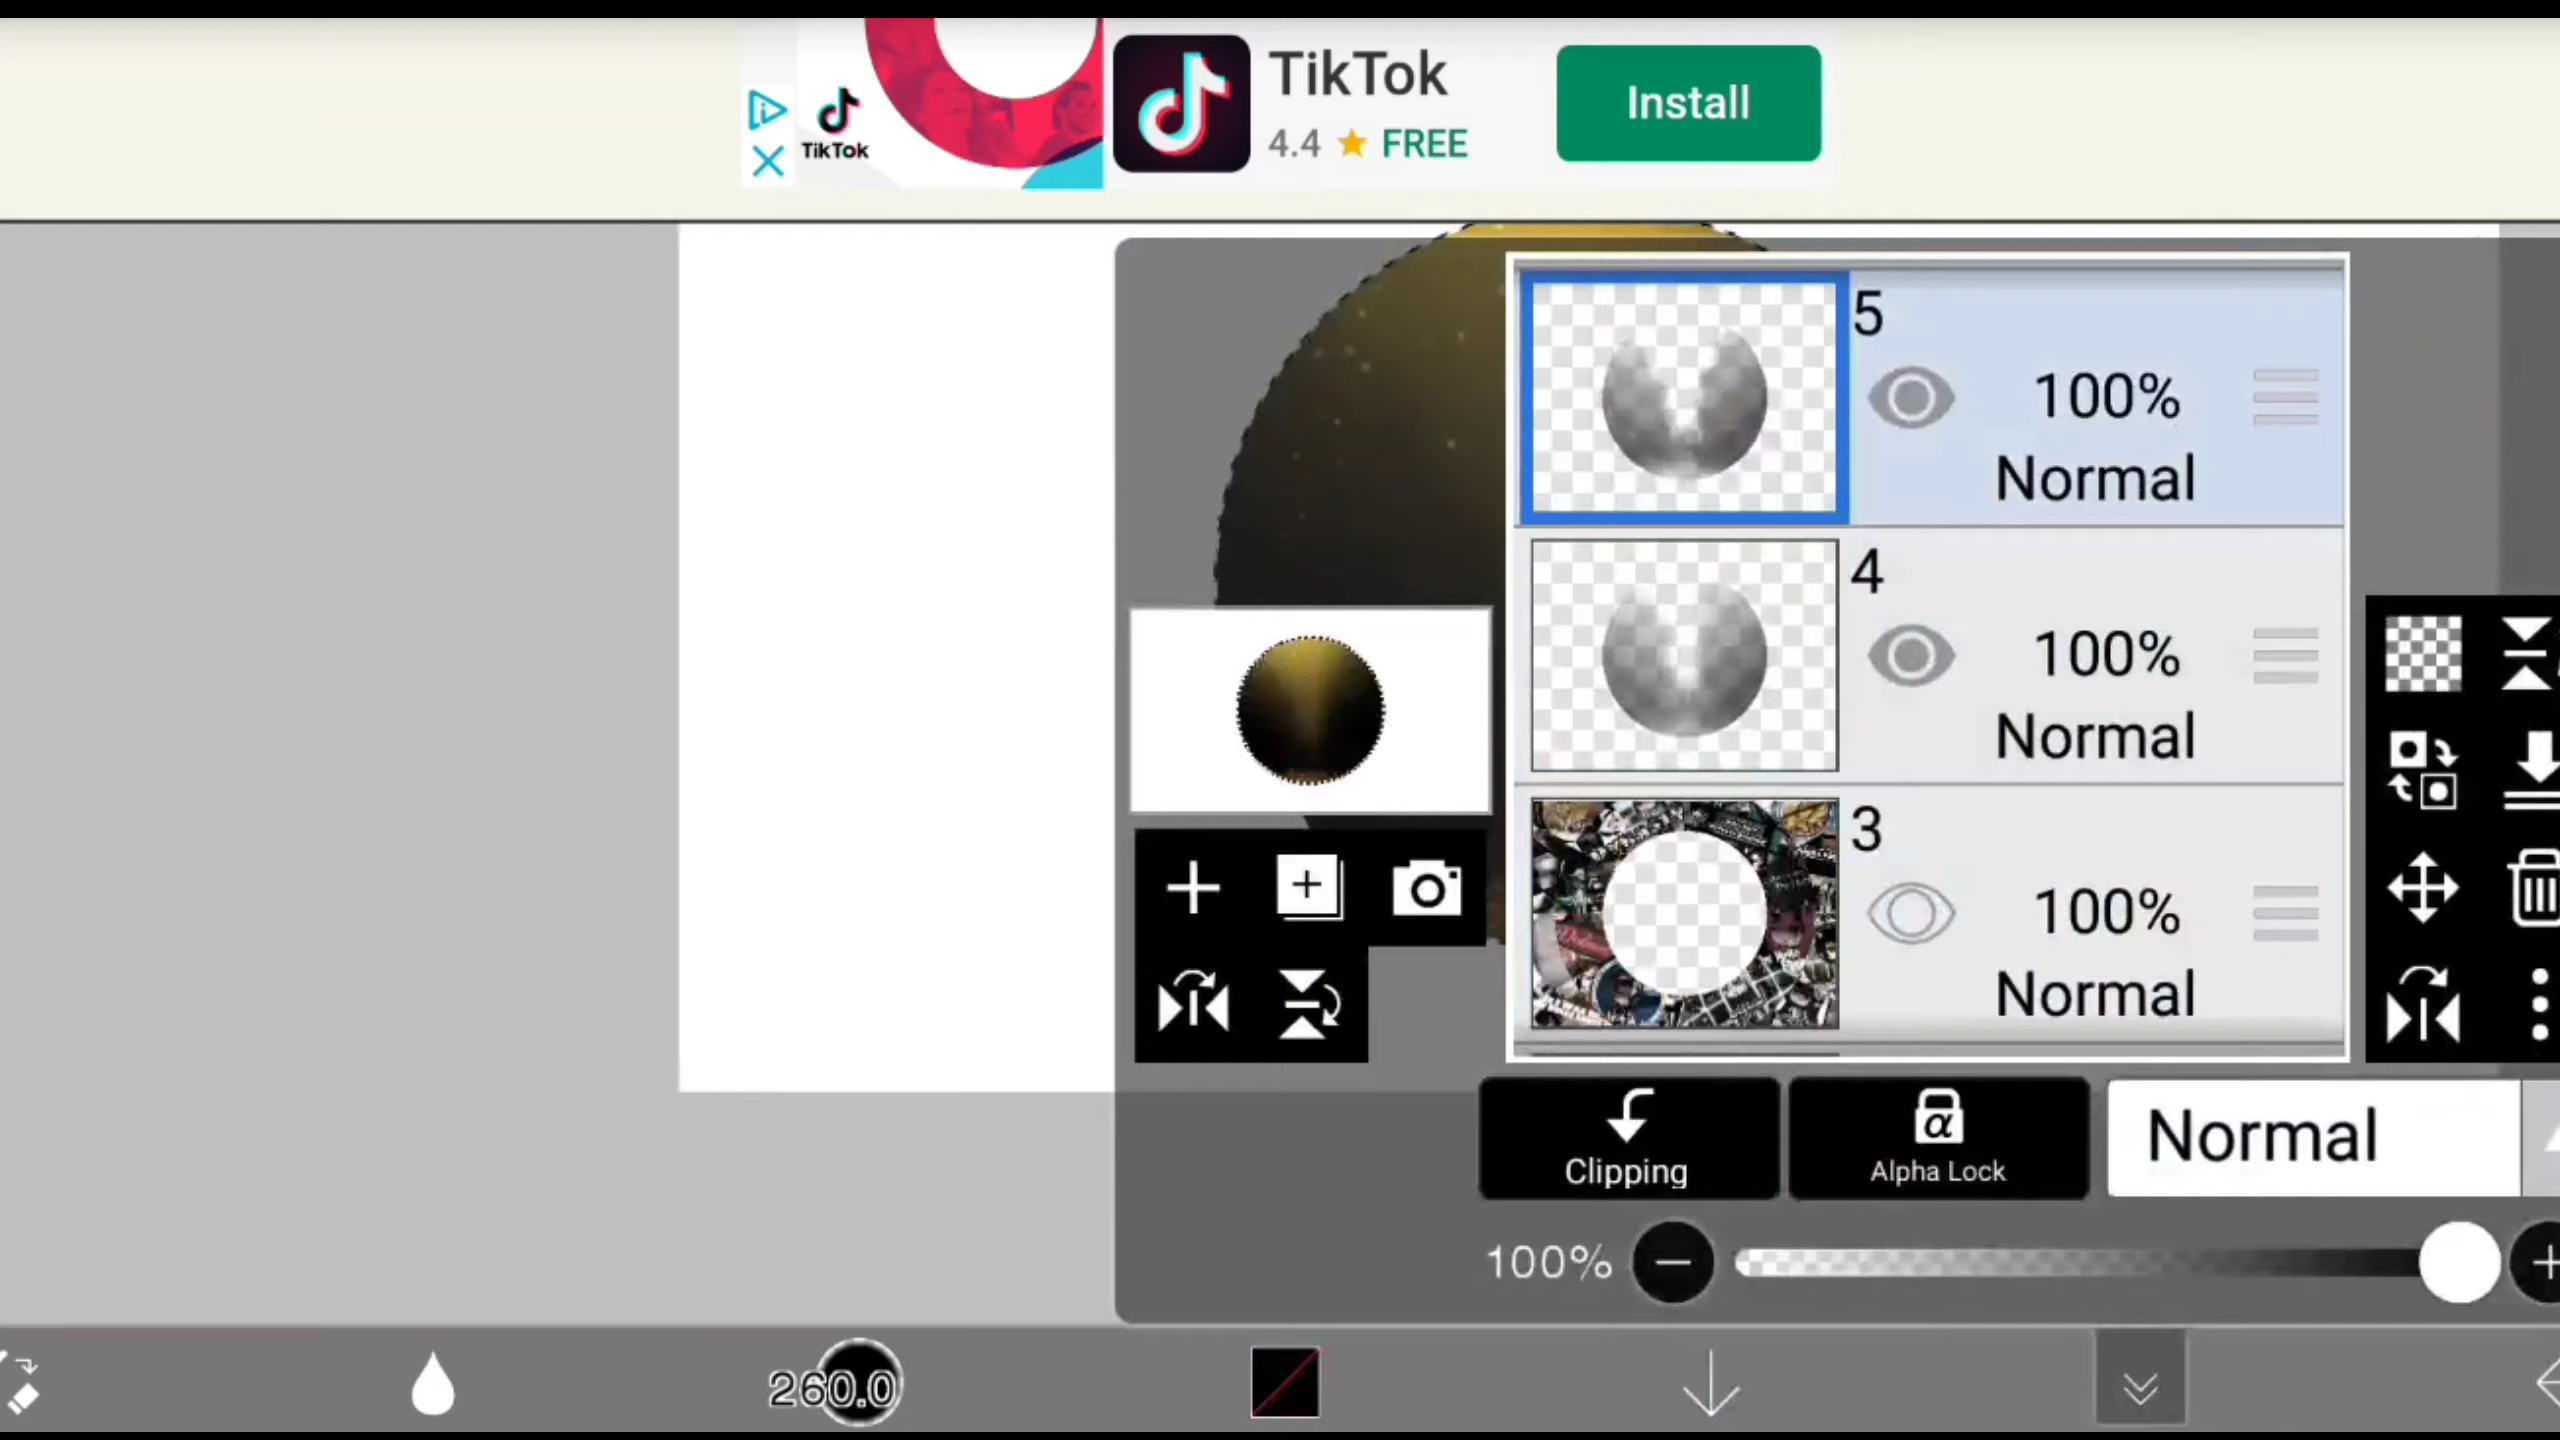 TikTok
TikTok
4.4 ★ FREE
Install
5
100%
Normal
4
100%
Normal
3
100%
Normal
Clipping
α
Alpha Lock
Normal
100%
260.0